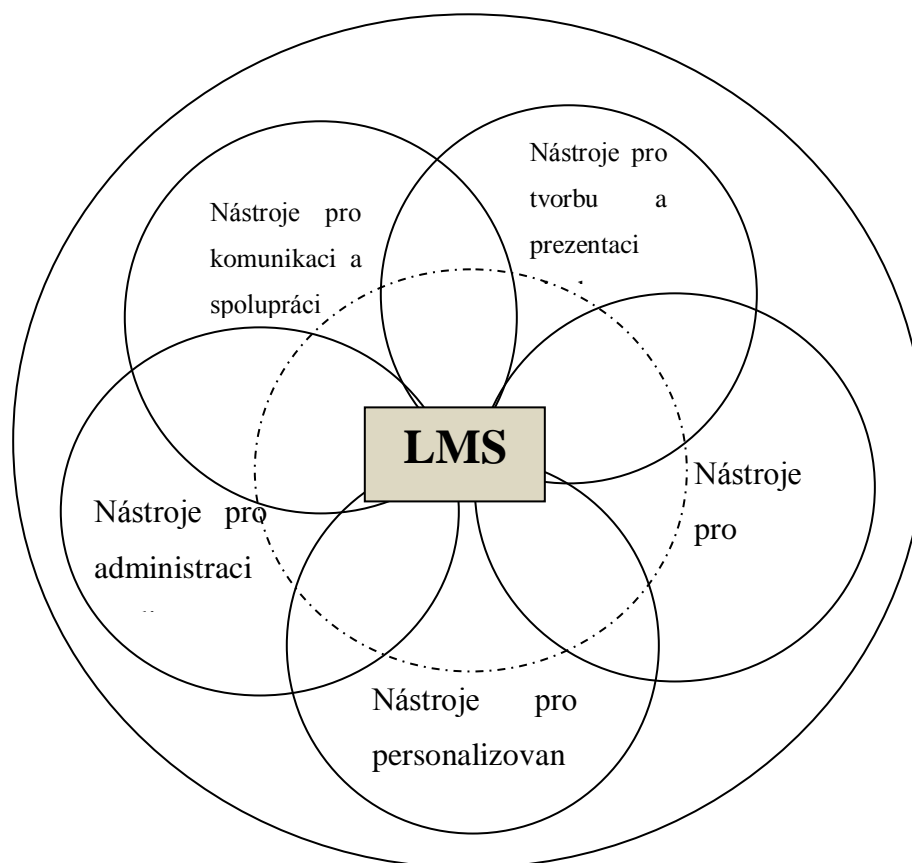 Nástroje pro
tvorbu a
prezentaci
Nástroje pro
komunikaci a
spolupráci
LMS
Nástroje
pro
Nástroje pro
administraci
Nástroje pro
personalizovan